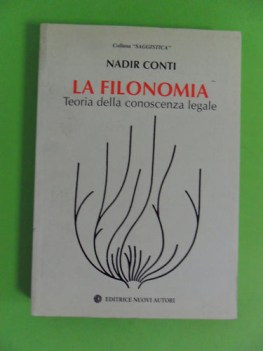 Collana "SAGGISTICA"
NADIR CONTI
LA FILONOMIA
Teoria della conoscenza legale
EDITRICE NUOVI AUTORI